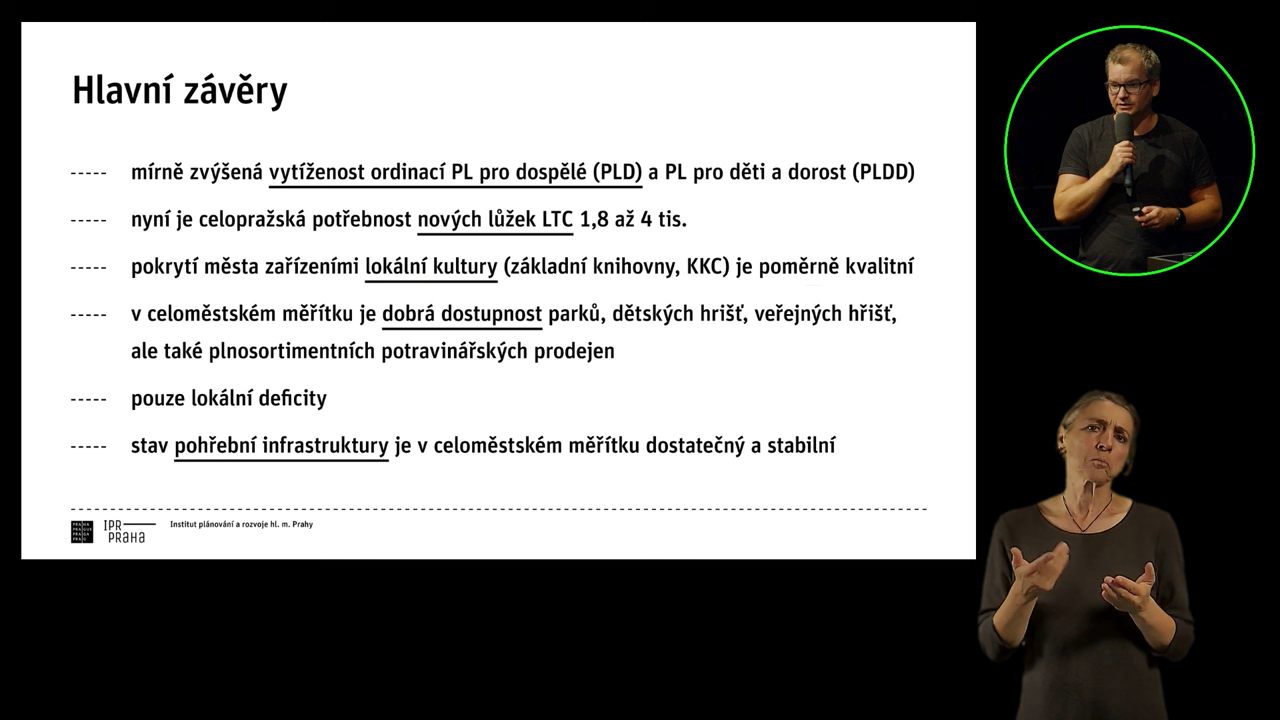 Hlavní závěry
----- mírně zvýšená vytíženost ordinací PL pro dospělé (PLD) a PL pro děti a dorost (PLDD)
----- nyní je celopražská potřebnost nových lůžek LTC 1,8 až 4 tis.
----- pokrytí města zařízeními lokální kultury (základní knihovny, KKC) je poměrně kvalitní
----- v celoměstském měřítku je dobrá dostupnost parků, dětských hrišť, veřejných hřišť,
ale také plnosortimentních potravinářských prodejen
----- pouze lokální deficity
----- stav pohřební infrastruktury je v celoměstském měřítku dostatečný a stabilní
IPR
PRAHA
Institut plánování a rozvoje hl. m. Prahy